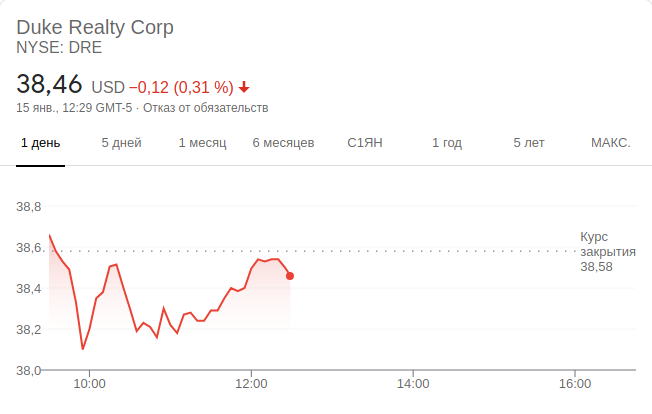 Duke Realty Corp
NYSE: DRE
38,46 USD −0,12 (0,31 %)
15 янв., 12:29 GMT-5 · Отказ от обязательств
1 день 5 дней 1 месяц 6 месяцев С1ЯН 1 год 5 лет МАКС.
38,8
38,6
38,4
38,2
38,0
Курс
закрытия
38,58
10:00 12:00 14:00 16:00